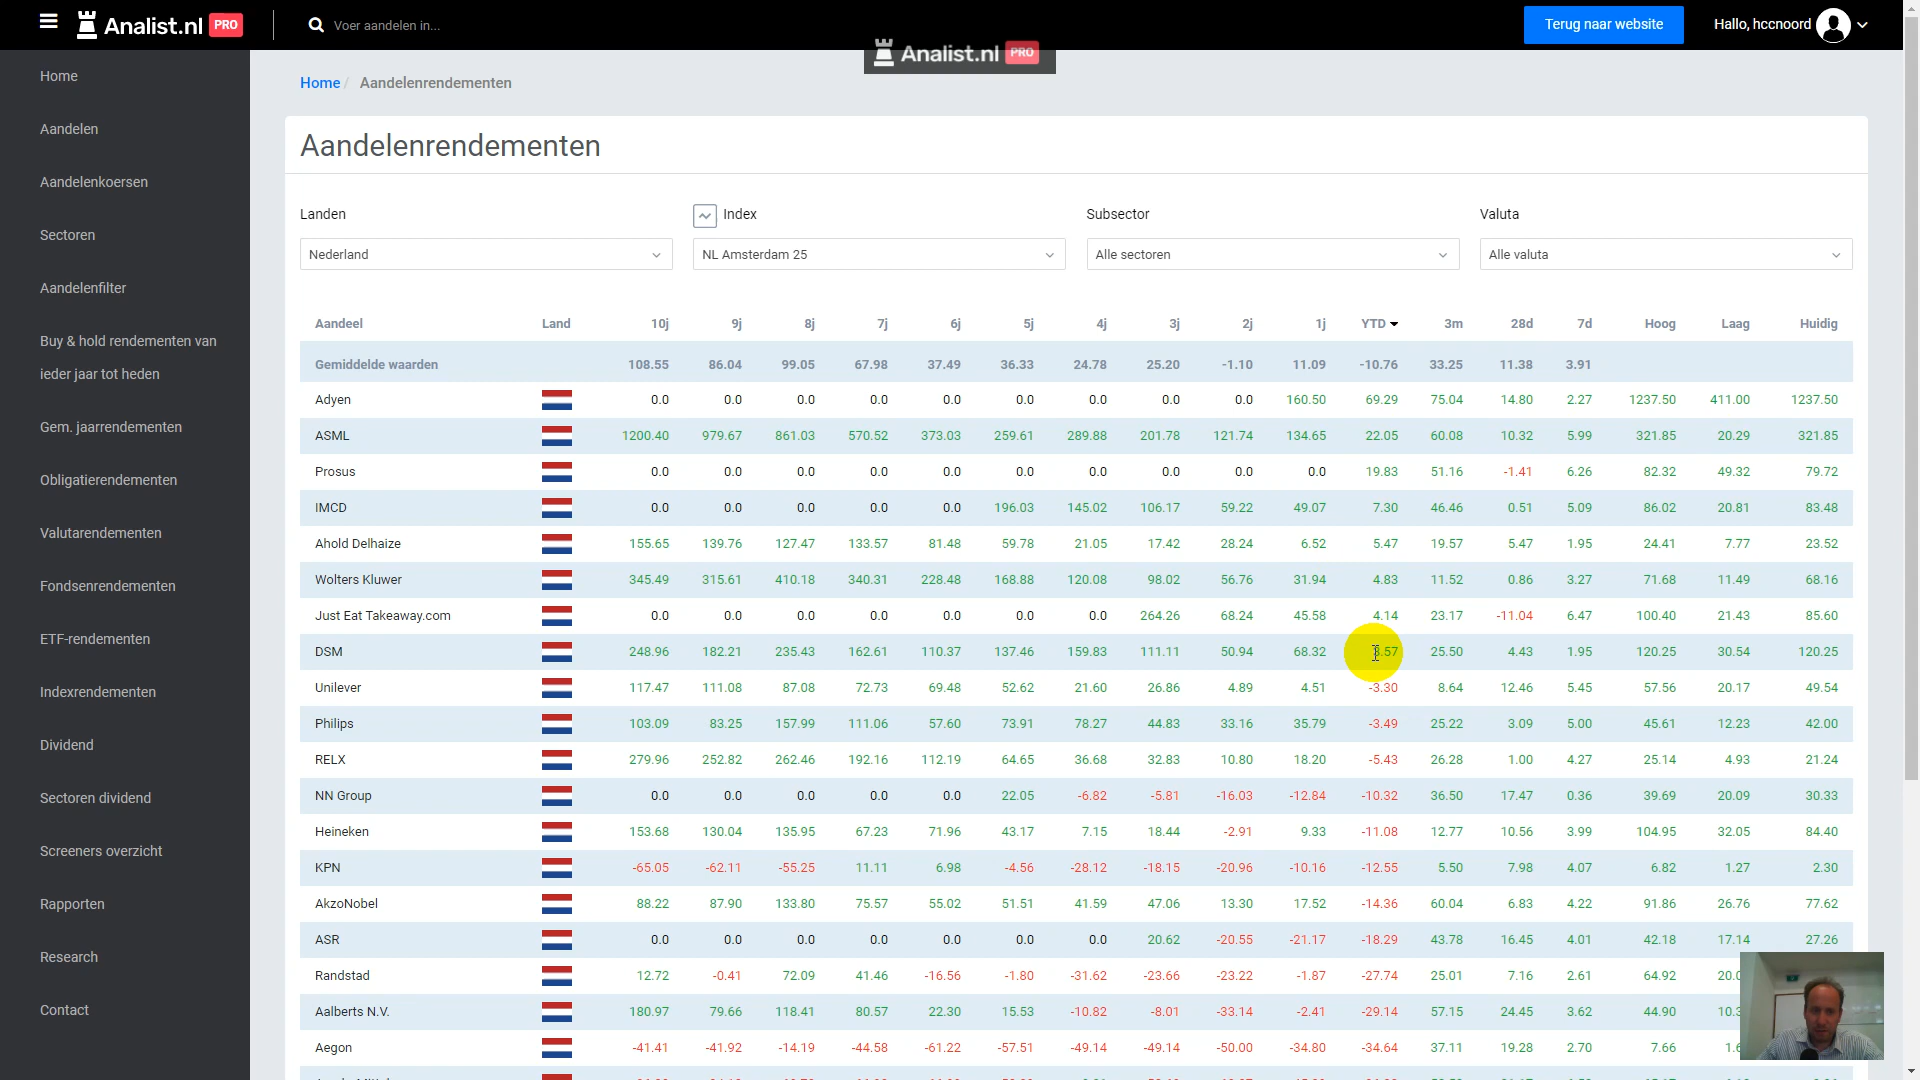 Analist.nl PRO
Voer aandelen in...
Terug naar website
Hallo, hccnoord
Analist.nl PRO
Home
Aandelen
Aandelenkoersen
Sectoren
Aandelenfilter
Buy & hold rendementen van
ieder jaar tot heden
Gem. jaarrendementen
Obligatierendementen
Valutarendementen
Fondsenrendementen
ETF-rendementen
Indexrendementen
Dividend
Sectoren dividend
Screeners overzicht
Rapporten
Research
Contact
Home / Aandelenrendementen
Aandelenrendementen
Landen Index Subsector Valuta
Nederland NL Amsterdam 25 Alle sectoren Alle valuta
Aandeel Land 10j 9j 8j 7j 6j 5j 4j 3j 2j 1j YTD 3m 28d 7d Hoog Laag Huidig
Gemiddelde waarden 108.55 86.04 99.05 67.98 37.49 36.33 24.78 25.20 -1.10 11.09 -10.76 33.25 11.38 3.91
Adyen 0.0 0.0 0.0 0.0 0.0 0.0 0.0 0.0 0.0 160.50 69.29 75.04 14.80 2.27 1237.50 411.00 1237.50
ASML 1200.40 979.67 861.03 570.52 373.03 259.61 289.88 201.78 121.74 134.65 22.05 60.08 10.32 5.99 321.85 20.29 321.85
Prosus 0.0 0.0 0.0 0.0 0.0 0.0 0.0 0.0 0.0 0.0 19.83 51.16 -1.41 6.26 82.32 49.32 79.72
IMCD 0.0 0.0 0.0 0.0 0.0 196.03 145.02 106.17 59.22 49.07 7.30 46.46 0.51 5.09 86.02 20.81 83.48
Ahold Delhaize 155.65 139.76 127.47 133.57 81.48 59.78 21.05 17.42 28.24 6.52 5.47 19.57 5.47 1.95 24.41 7.77 23.52
Wolters Kluwer 345.49 315.61 410.18 340.31 228.48 168.88 120.08 98.02 56.76 31.94 4.83 11.52 0.86 3.27 71.68 11.49 68.16
Just Eat Takeaway.com 0.0 0.0 0.0 0.0 0.0 0.0 0.0 264.26 68.24 45.58 4.14 23.17 -11.04 6.47 100.40 21.43 85.60
DSM 248.96 182.21 235.43 162.61 110.37 137.46 159.83 111.11 50.94 68.32 .57 25.50 4.43 1.95 120.25 30.54 120.25
Unilever 117.47 111.08 87.08 72.73 69.48 52.62 21.60 26.86 4.89 4.51 -3.30 8.64 12.46 5.45 57.56 20.17 49.54
Philips 103.09 83.25 157.99 111.06 57.60 73.91 78.27 44.83 33.16 35.79 -3.49 25.22 3.09 5.00 45.61 12.23 42.00
RELX 279.96 252.82 262.46 192.16 112.19 64.65 36.68 32.83 10.80 18.20 -5.43 26.28 1.00 4.27 25.14 4.93 21.24
NN Group 0.0 0.0 0.0 0.0 0.0 22.05 -6.82 -5.81 -16.03 -12.84 -10.32 36.50 17.47 0.36 39.69 20.09 30.33
Heineken 153.68 130.04 135.95 67.23 71.96 43.17 7.15 18.44 -2.91 9.33 -11.08 12.77 10.56 3.99 104.95 32.05 84.40
KPN -65.05 -62.11 -55.25 11.11 6.98 -4.56 -28.12 -18.15 -20.96 -10.16 -12.55 5.50 7.98 4.07 6.82 1.27 2.30
AkzoNobel 88.22 87.90 133.80 75.57 55.02 51.51 41.59 47.06 13.30 17.52 -14.36 60.04 6.83 4.22 91.86 26.76 77.62
ASR 0.0 0.0 0.0 0.0 0.0 0.0 0.0 20.62 -20.55 -21.17 -18.29 43.78 16.45 4.01 42.18 17.14 27.26
Randstad 12.72 -0.41 72.09 41.46 -16.56 -1.80 -31.62 -23.66 -23.22 -1.87 -27.74 25.01 7.16 2.61 64.92 20.0
Aalberts N.V. 180.97 79.66 118.41 80.57 22.30 15.53 -10.82 -8.01 -33.14 -2.41 -29.14 57.15 24.45 3.62 44.90 10.3
Aegon -41.41 -41.92 -14.19 -44.58 -61.22 -57.51 -49.14 -49.14 -50.00 -34.80 -34.64 37.11 19.28 2.70 7.66 1.